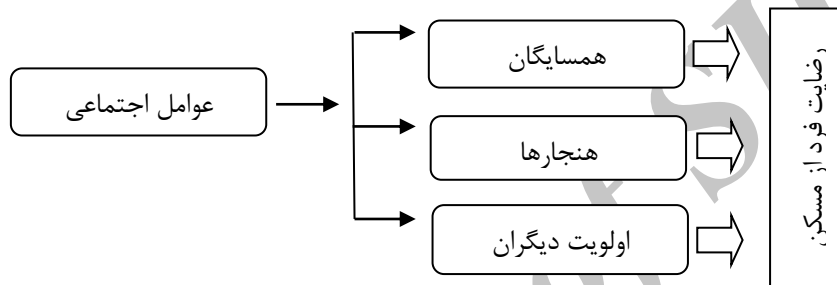 همسایگان
عوامل اجتماعی
هنجارها
اولویت دیگران
رضایت فرد از مسکن